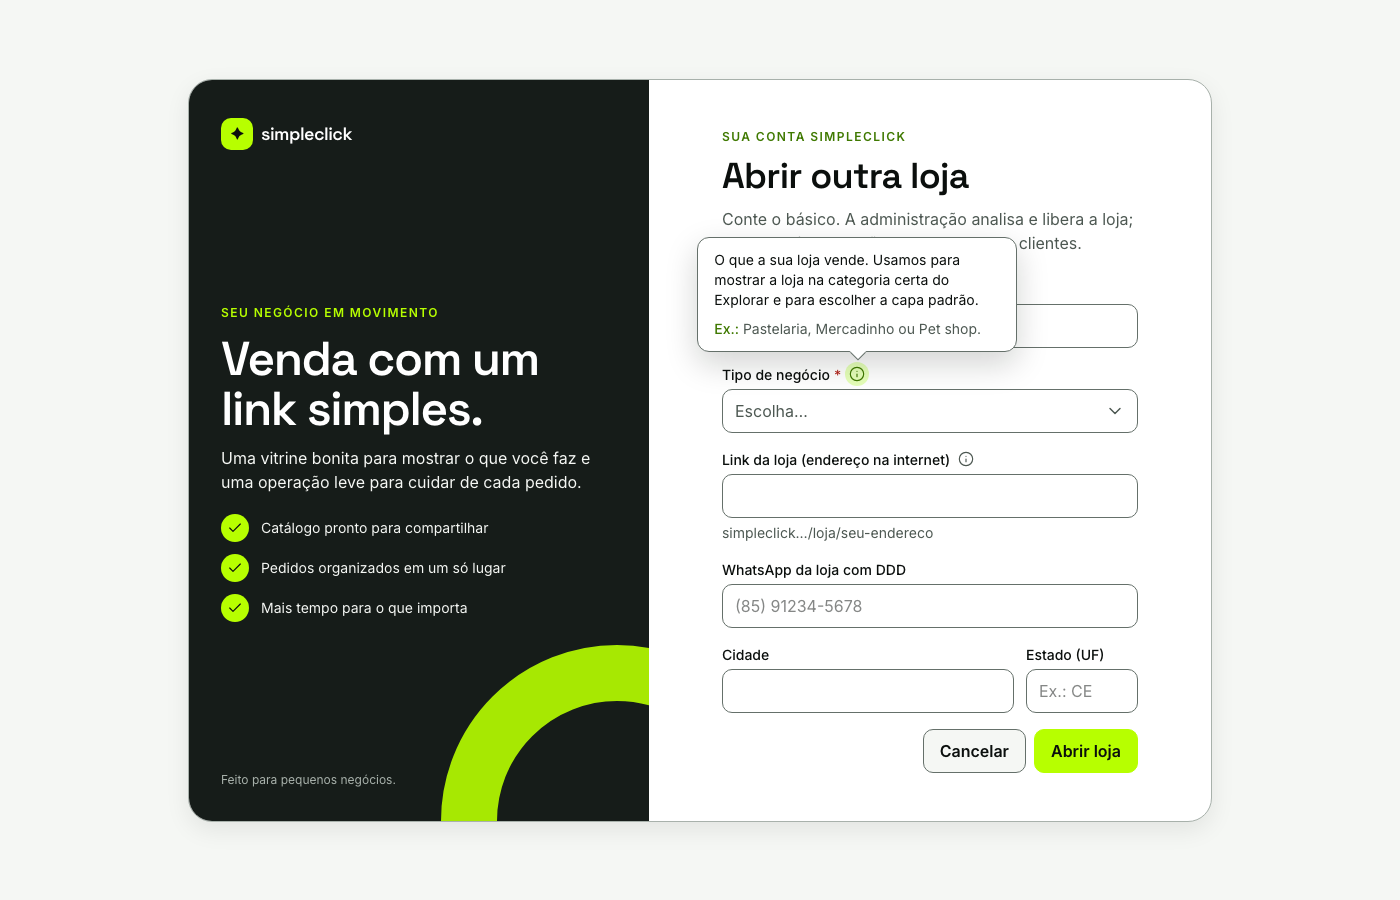 simpleclick
SEU NEGÓCIO EM MOVIMENTO
Venda com um
link simples.
Uma vitrine bonita para mostrar o que você faz e
uma operação leve para cuidar de cada pedido.
Catálogo pronto para compartilhar
Pedidos organizados em um só lugar
Mais tempo para o que importa
Feito para pequenos negócios.
SUA CONTA SIMPLECLICK
Abrir outra loja
Conte o básico. A administração analisa e libera a loja;
clientes.
O que a sua loja vende. Usamos para
mostrar a loja na categoria certa do
Explorar e para escolher a capa padrão.
Ex.: Pastelaria, Mercadinho ou Pet shop.
Tipo de negócio *
Escolha...
Link da loja (endereço na internet)
simpleclick.../loja/seu-endereco
WhatsApp da loja com DDD
(85) 91234-5678
Cidade
Estado (UF)
Ex.: CE
Cancelar
Abrir loja